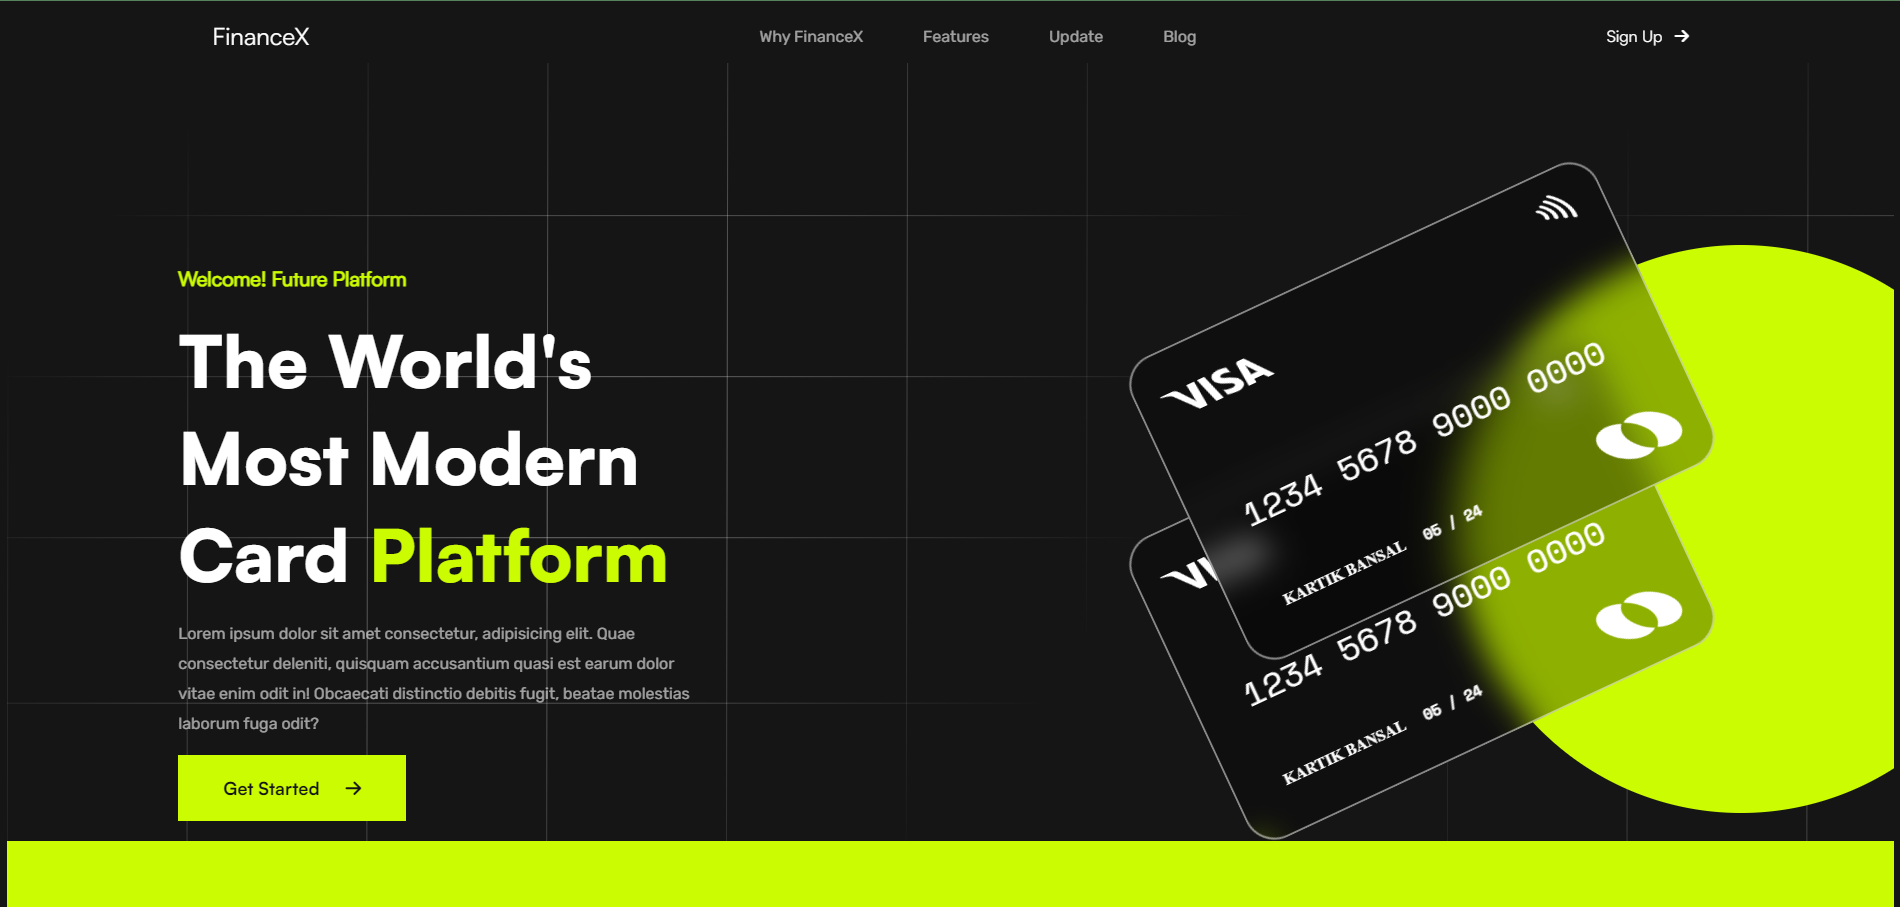 FinanceX
Why FinanceX
Features
Update
Blog
Sign Up
Welcome! Future Platform
The World's
Most Modern
Card Platform
Lorem ipsum dolor sit amet consectetur, adipisicing elit. Quae
consectetur deleniti, quisquam accusantium quasi est earum dolor
vitae enim odit in! Obcaecati distinctio debitis fugit, beatae molestias
laborum fuga odit?
Get Started
VISA
1234 5678 9000 0000
KARTIK BANSAL 05 / 24
1234 5678 9000 0000
KARTIK BANSAL 05 / 24